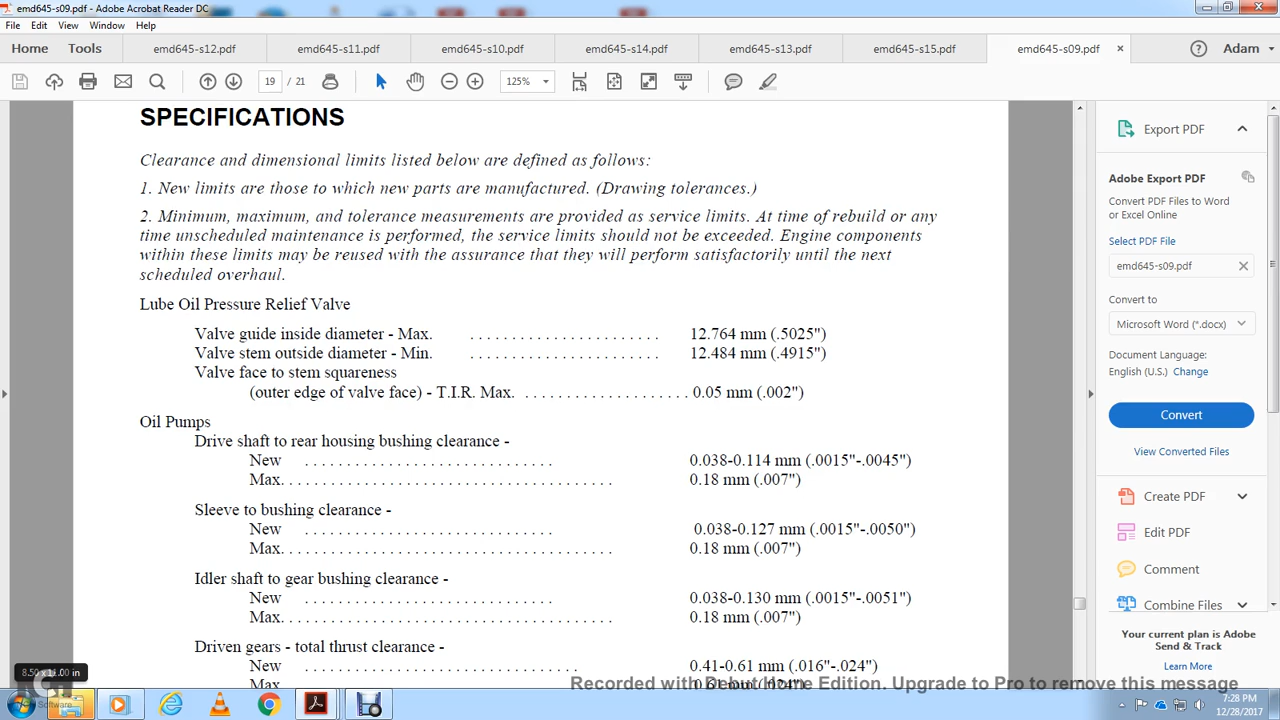 emd645-s09.pdf - Adobe Acrobat Reader DC
File Edit View Window Help
Home Tools emd645-s12.pdf emd645-s11.pdf emd645-s10.pdf emd645-s14.pdf emd645-s13.pdf emd645-s15.pdf emd645-s09.pdf × Adam
19 / 21 125%
SPECIFICATIONS
Clearance and dimensional limits listed below are defined as follows:
1. New limits are those to which new parts are manufactured. (Drawing tolerances.)
2. Minimum, maximum, and tolerance measurements are provided as service limits. At time of rebuild or any
time unscheduled maintenance is performed, the service limits should not be exceeded. Engine components
within these limits may be reused with the assurance that they will perform satisfactorily until the next
scheduled overhaul.
Lube Oil Pressure Relief Valve
Valve guide inside diameter - Max. . . . . . . . . . . . . . . . . . . . . . . . 12.764 mm (.5025")
Valve stem outside diameter - Min. . . . . . . . . . . . . . . . . . . . . . . . 12.484 mm (.4915")
Valve face to stem squareness
(outer edge of valve face) - T.I.R. Max. . . . . . . . . . . . . . . . . . . . . 0.05 mm (.002")
Oil Pumps
Drive shaft to rear housing bushing clearance -
New . . . . . . . . . . . . . . . . . . . . . . . . . . . . . . 0.038-0.114 mm (.0015"-.0045")
Max. . . . . . . . . . . . . . . . . . . . . . . . . . . . . . . . . . . . . . . . 0.18 mm (.007")
Sleeve to bushing clearance -
New . . . . . . . . . . . . . . . . . . . . . . . . . . . . . . 0.038-0.127 mm (.0015"-.0050")
Max. . . . . . . . . . . . . . . . . . . . . . . . . . . . . . . . . . . . . . . . 0.18 mm (.007")
Idler shaft to gear bushing clearance -
New . . . . . . . . . . . . . . . . . . . . . . . . . . . . . . 0.038-0.130 mm (.0015"-.0051")
Max. . . . . . . . . . . . . . . . . . . . . . . . . . . . . . . . . . . . . . . . 0.18 mm (.007")
Driven gears - total thrust clearance -
New . . . . . . . . . . . . . . . . . . . . . . . . . . . . . . . . . 0.41-0.61 mm (.016"-.024")
Max
8.50 x 11.00 in
Export PDF
Adobe Export PDF
Convert PDF Files to Word
or Excel Online
Select PDF File
emd645-s09.pdf ×
Convert to
Microsoft Word (*.docx)
Document Language:
English (U.S.) Change
Convert
View Converted Files
Create PDF
Edit PDF
Comment
Combine Files
Your current plan is Adobe
Send & Track
Learn More
Recorded with Debut Home Edition. Upgrade to Pro to remove this message
Software
7:28 PM
12/28/2017